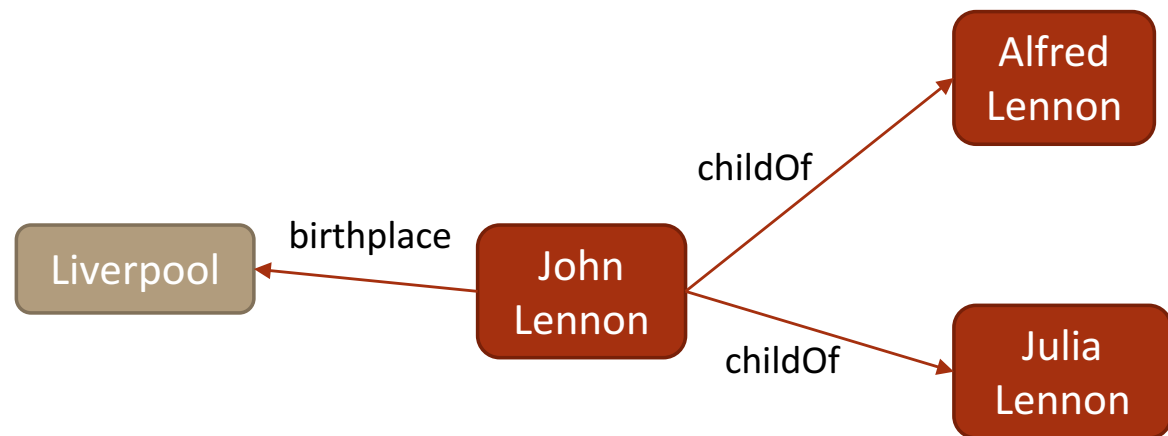 Alfred
Lennon
childOf
birthplace
Liverpool
John
Lennon
childOf
Julia
Lennon